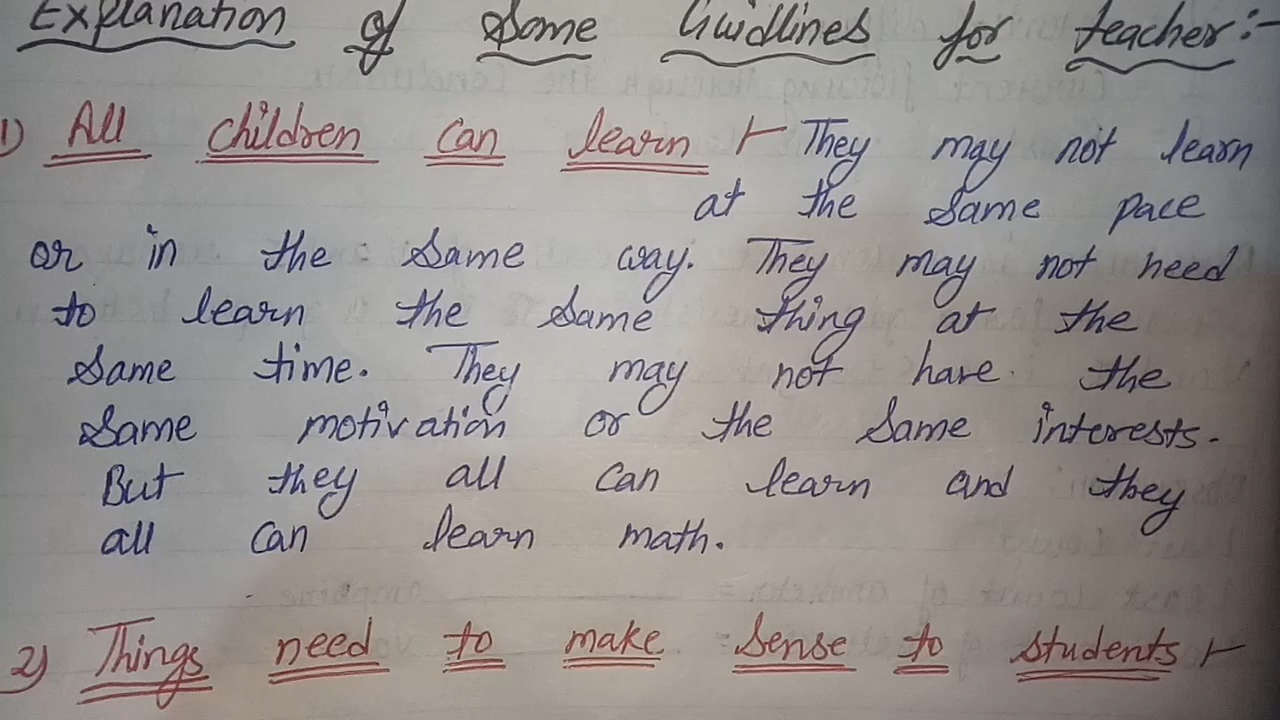 Explanation of Some Guidlines for teacher:-
1) All children can learn :- They may not learn
at the same pace
or in the same way. They may not need
to learn the same thing at the
same time. They may not have the
same motivation or the same interests.
But they all can learn and they
all can learn math.
2) Things need to make sense to students :-